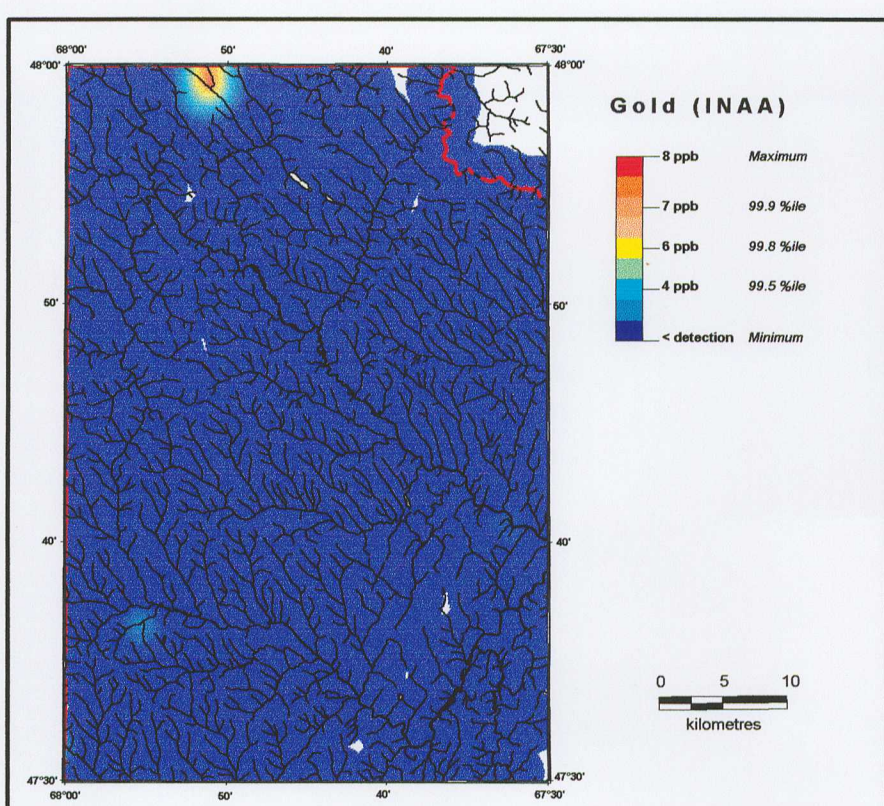 68°00'
50'
40'
67°30'
48°00'
48°00'
Gold (INAA)
8 ppb Maximum
7 ppb 99.9 %ile
6 ppb 99.8 %ile
4 ppb 99.5 %ile
< detection Minimum
50'
50'
40'
40'
0 5 10
kilometres
47°30'
47°30'
68°00'
50'
40'
67°30'